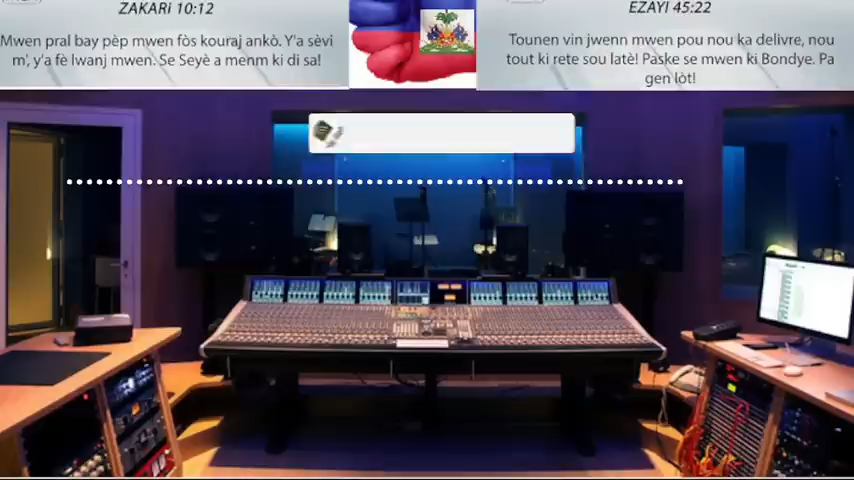 ZAKARi 10:12
Mwen pral bay pèp mwen fòs kouraj ankò. Y'a sèvi
m', y'a fè lwanj mwen. Se Seyè a menm ki di sa!
EZAYI 45:22
Tounen vin jwenn mwen pou nou ka delivre, nou
tout ki rete sou latè! Paske se mwen ki Bondye. Pa
gen lòt!